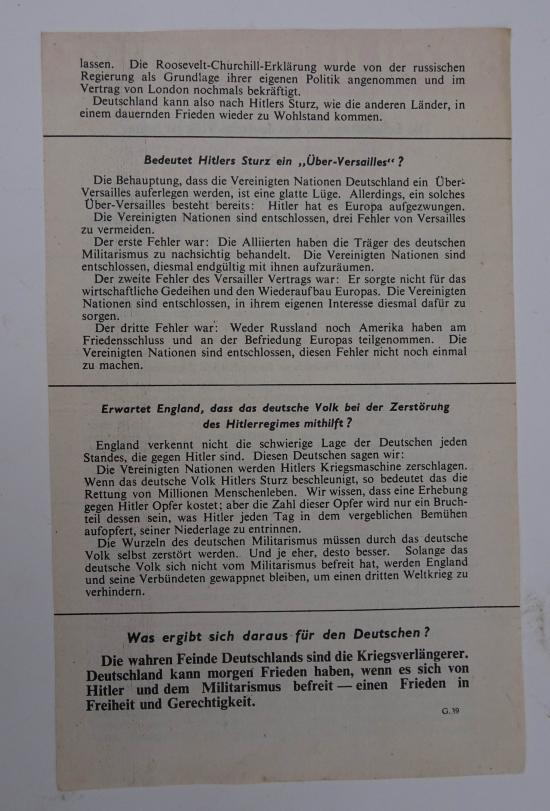 lassen. Die Roosevelt-Churchill-Erklärung wurde von der russischen
Regierung als Grundlage ihrer eigenen Politik angenommen und im
Vertrag von London nochmals bekräftigt.
Deutschland kann also nach Hitlers Sturz, wie die anderen Länder, in
einem dauernden Frieden wieder zu Wohlstand kommen.
Bedeutet Hitlers Sturz ein „Über-Versailles“ ?
Die Behauptung, dass die Vereinigten Nationen Deutschland ein Über-
Versailles auferlegen werden, ist eine glatte Lüge. Allerdings, ein solches
Über-Versailles besteht bereits: Hitler hat es Europa aufgezwungen.
Die Vereinigten Nationen sind entschlossen, drei Fehler von Versailles
zu vermeiden.
Der erste Fehler war: Die Alliierten haben die Träger des deutschen
Militarismus zu nachsichtig behandelt. Die Vereinigten Nationen sind
entschlossen, diesmal endgültig mit ihnen aufzuräumen.
Der zweite Fehler des Versailler Vertrags war: Er sorgte nicht für das
wirtschaftliche Gedeihen und den Wiederaufbau Europas. Die Vereinigten
Nationen sind entschlossen, in ihrem eigenen Interesse diesmal dafür zu
sorgen.
Der dritte Fehler war: Weder Russland noch Amerika haben am
Friedensschluss und an der Befriedung Europas teilgenommen. Die
Vereinigten Nationen sind entschlossen, diesen Fehler nicht noch einmal
zu machen.
Erwartet England, dass das deutsche Volk bei der Zerstörung
des Hitlerregimes mithilft ?
England verkennt nicht die schwierige Lage der Deutschen jeden
Standes, die gegen Hitler sind. Diesen Deutschen sagen wir:
Die Vereinigten Nationen werden Hitlers Kriegsmaschine zerschlagen.
Wenn das deutsche Volk Hitlers Sturz beschleunigt, so bedeutet das die
Rettung von Millionen Menschenleben. Wir wissen, dass eine Erhebung
gegen Hitler Opfer kostet; aber die Zahl dieser Opfer wird nur ein Bruch-
teil dessen sein, was Hitler jeden Tag in dem vergeblichen Bemühen
aufopfert, seiner Niederlage zu entrinnen.
Die Wurzeln des deutschen Militarismus müssen durch das deutsche
Volk selbst zerstört werden. Und je eher, desto besser. Solange das
deutsche Volk sich nicht vom Militarismus befreit hat, werden England
und seine Verbündeten gewappnet bleiben, um einen dritten Weltkrieg zu
verhindern.
Was ergibt sich daraus für den Deutschen ?
Die wahren Feinde Deutschlands sind die Kriegsverlängerer.
Deutschland kann morgen Frieden haben, wenn es sich von
Hitler und dem Militarismus befreit — einen Frieden in
Freiheit und Gerechtigkeit.
G.19